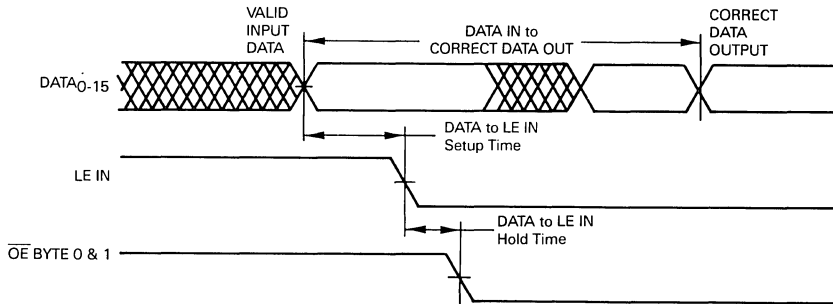 VALID
INPUT
DATA
DATA IN to
CORRECT DATA OUT
CORRECT
DATA
OUTPUT
DATA0-15
DATA to LE IN
Setup Time
LE IN
DATA to LE IN
Hold Time
OE BYTE 0 & 1